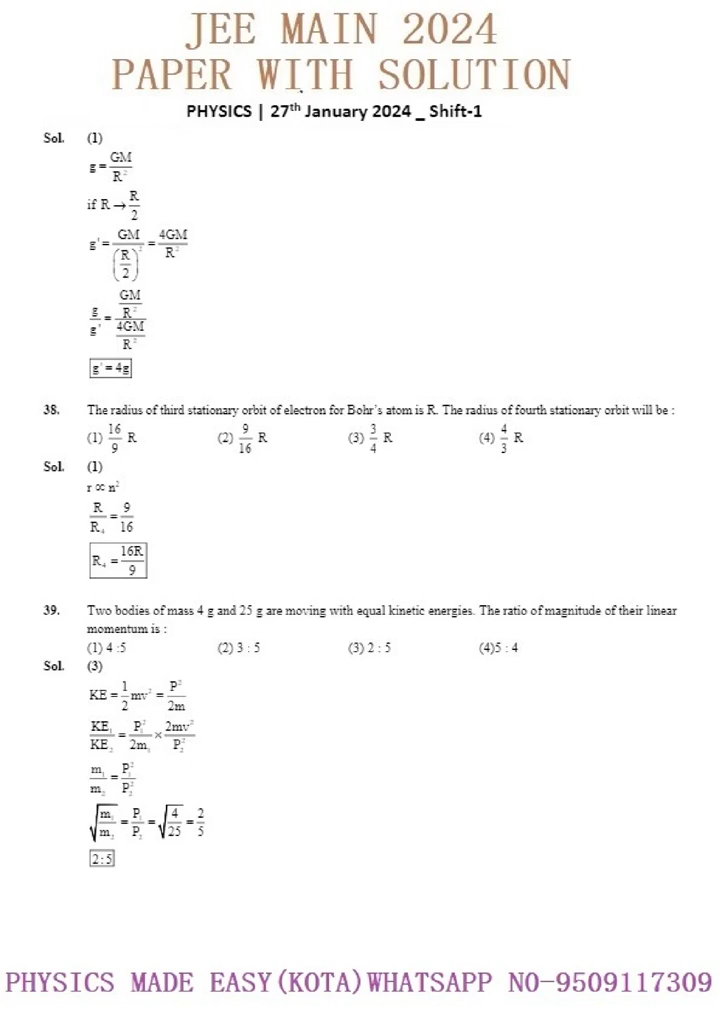 JEE MAIN 2024
PAPER WITH SOLUTION
PHYSICS | 27th January 2024 _ Shift-1
Sol. (1)
g = GM/R²
if R → R/2
g' = GM/(R/2)² = 4GM/R²
g/g' = (GM/R²)/(4GM/R²)
g' = 4g
38. The radius of third stationary orbit of electron for Bohr's atom is R. The radius of fourth stationary orbit will be :
(1) 16/9 R (2) 9/16 R (3) 3/4 R (4) 4/3 R
Sol. (1)
r ∝ n²
R/R₄ = 9/16
R₄ = 16R/9
39. Two bodies of mass 4 g and 25 g are moving with equal kinetic energies. The ratio of magnitude of their linear
momentum is :
(1) 4 :5 (2) 3 : 5 (3) 2 : 5 (4)5 : 4
Sol. (3)
KE = 1/2 mv² = P²/2m
KE₁/KE₂ = P₁²/2m₁ × 2mv²/P₂²
m₁/m₂ = P₁²/P₂²
√(m₁/m₂) = P₁/P₂ = √(4/25) = 2/5
2 : 5
PHYSICS MADE EASY(KOTA)WHATSAPP NO-9509117309